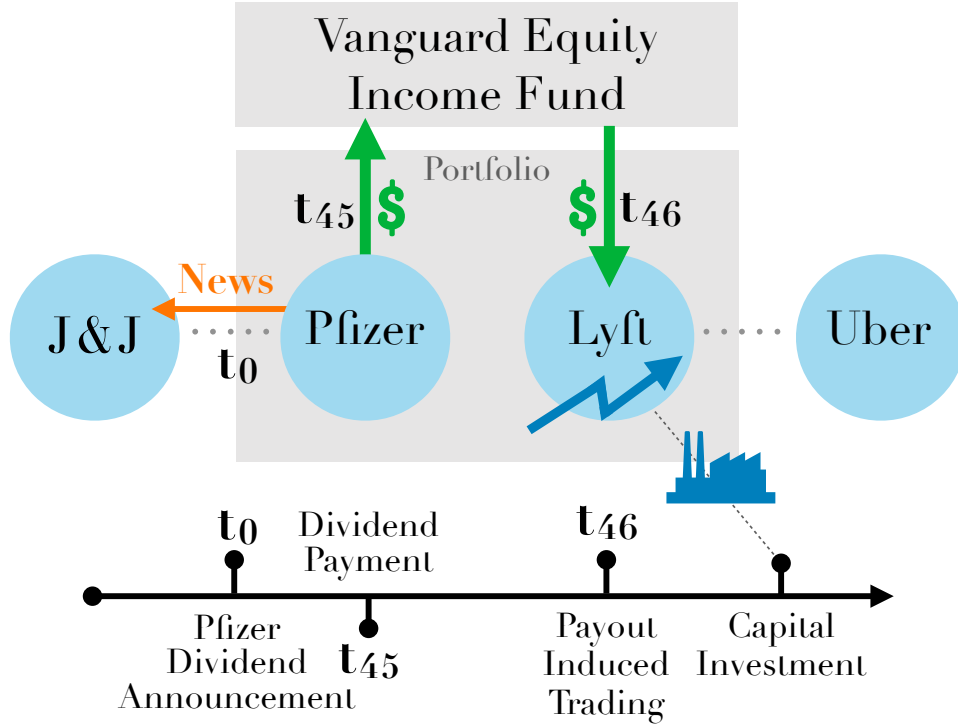 Vanguard Equity
Income Fund
Portfolio
t45 $ $ t46
News
J&J Pfizer Lyft Uber
t0
t0 Dividend t46
Payment
Pfizer t45 Payout Capital
Dividend Induced Investment
Announcement Trading